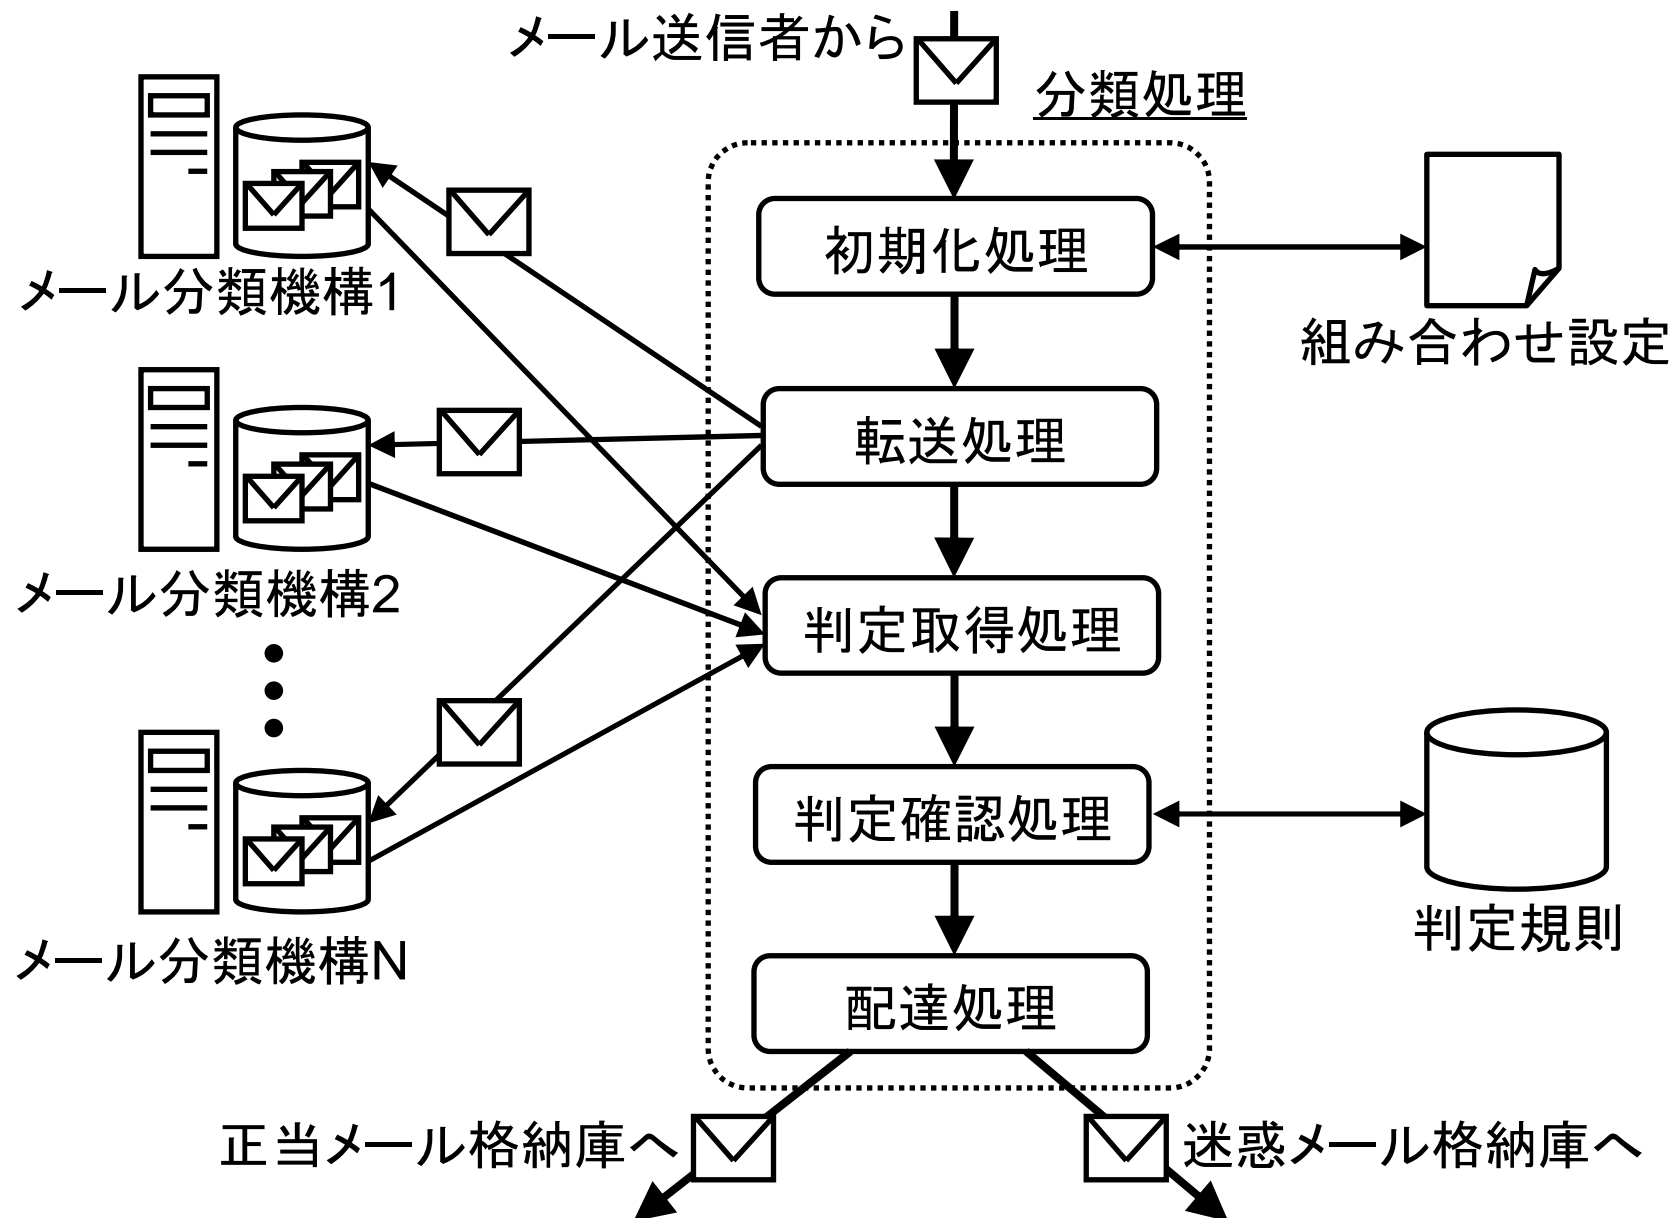 メール送信者から
分類処理
初期化処理
メール分類機構1
組み合わせ設定
転送処理
メール分類機構2
判定取得処理
判定確認処理
判定規則
メール分類機構N
配達処理
正当メール格納庫へ
迷惑メール格納庫へ